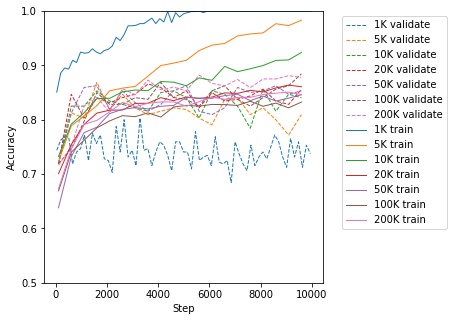 1.0
0.9
0.8
0.7
0.6
0.5
Accuracy
0
2000
4000
6000
8000
10000
Step
1K validate
5K validate
10K validate
20K validate
50K validate
100K validate
200K validate
1K train
5K train
10K train
20K train
50K train
100K train
200K train